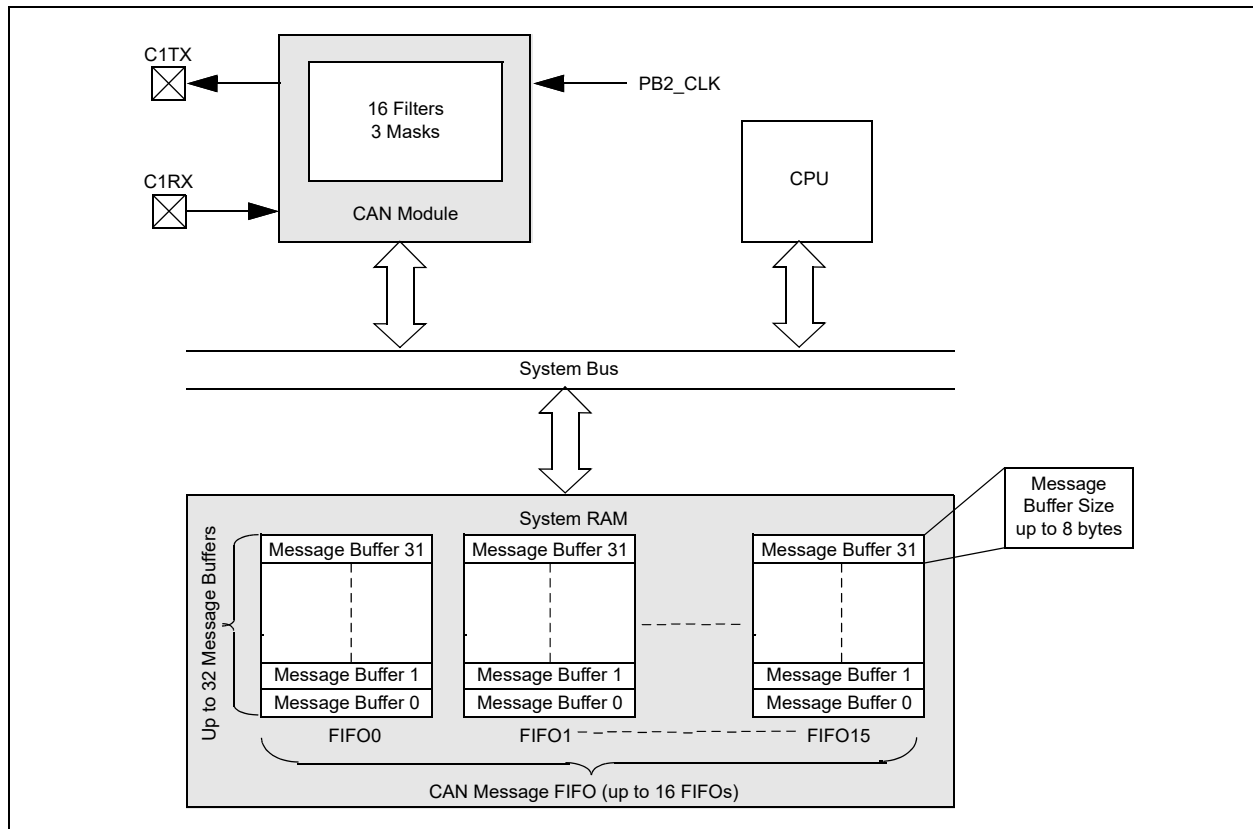 C1TX
PB2_CLK
16 Filters
3 Masks
C1RX
CAN Module
CPU
System Bus
Message
Buffer Size
up to 8 bytes
System RAM
Up to 32 Message Buffers
Message Buffer 31
Message Buffer 31
Message Buffer 31
Message Buffer 1
Message Buffer 1
Message Buffer 1
Message Buffer 0
Message Buffer 0
Message Buffer 0
FIFO0
FIFO1
FIFO15
CAN Message FIFO (up to 16 FIFOs)